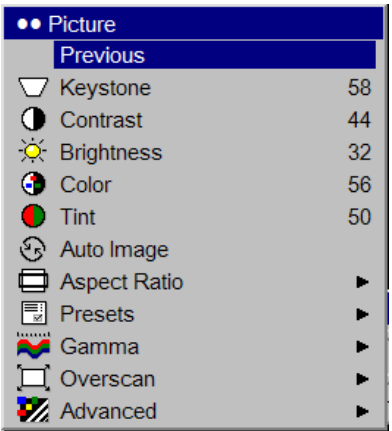 Picture
Previous
Keystone 58
Contrast 44
Brightness 32
Color 56
Tint 50
Auto Image
Aspect Ratio
Presets
Gamma
Overscan
Advanced